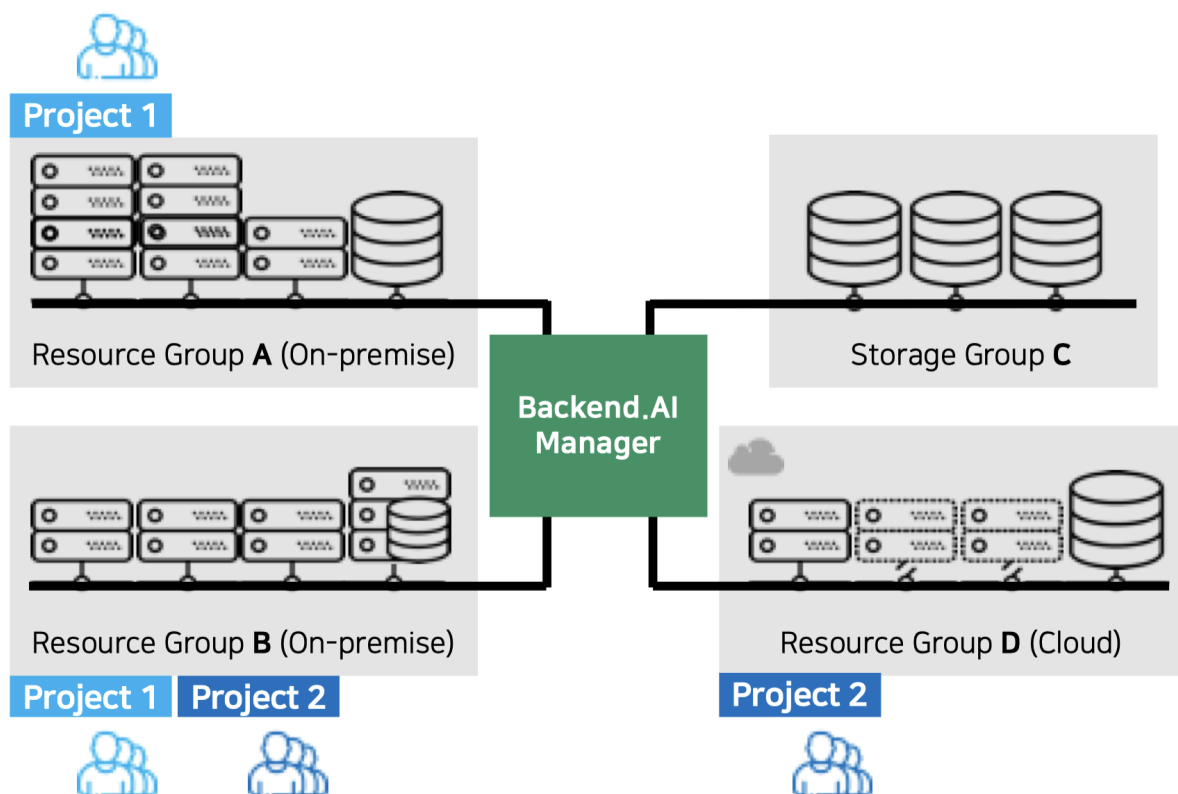 Project 1
Resource Group A (On-premise)
Storage Group C
Backend.AI
Manager
Resource Group B (On-premise)
Resource Group D (Cloud)
Project 1
Project 2
Project 2